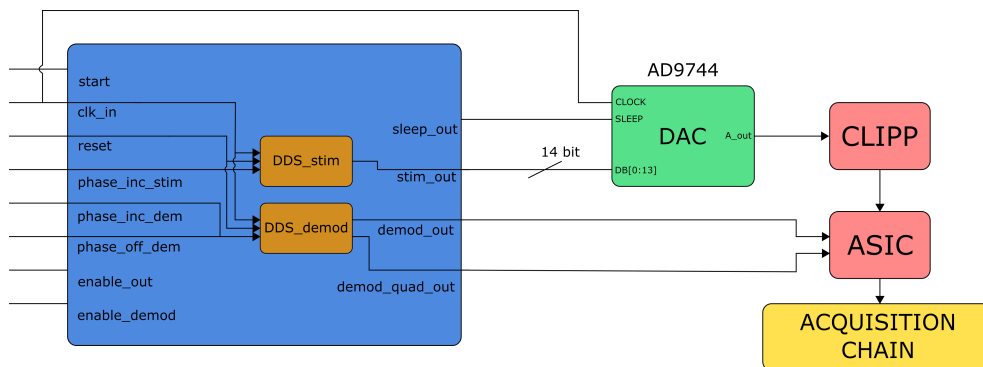 start
clk_in
reset
phase_inc_stim
phase_inc_dem
phase_off_dem
enable_out
enable_demod
DDS_stim
DDS_demod
sleep_out
stim_out
demod_out
demod_quad_out
14 bit
AD9744
CLOCK
SLEEP
DAC
A_out
DB[0:13]
CLIPP
ASIC
ACQUISITION
CHAIN